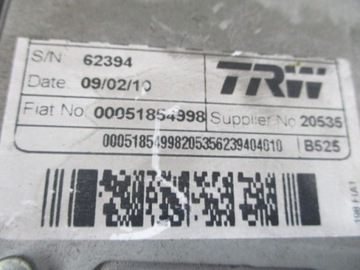 S/N 62394
TRW
Date 09/02/10
Fiat No 00051854998 Supplier No 20535
000518549982053562394040​10 B525